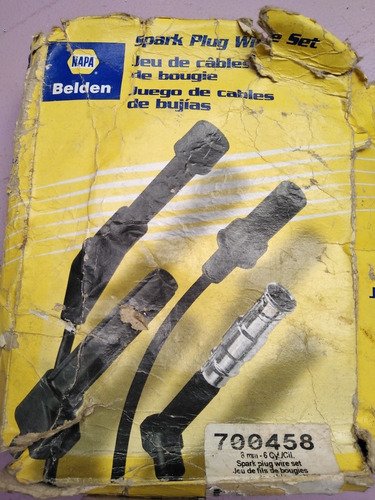 NAPA
Belden
Spark Plug Wire Set
Jeu de câbles
de bougie
Juego de cables
de bujías
700458
8 mm - 6 Cyl./Cil.
Spark plug wire set
Jeu de fils de bougies